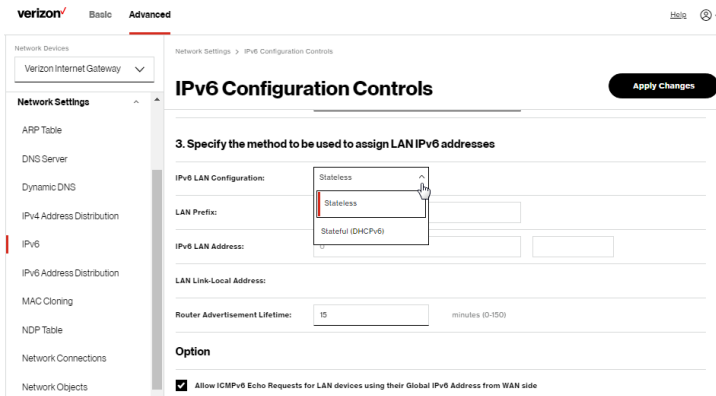 verizon
Basic
Advanced
Help
Network Devices
Verizon Internet Gateway
Network Settings
ARP Table
DNS Server
Dynamic DNS
IPv4 Address Distribution
IPv6
IPv6 Address Distribution
MAC Cloning
NDP Table
Network Connections
Network Objects
Network Settings > IPv6 Configuration Controls
IPv6 Configuration Controls
Apply Changes
3. Specify the method to be used to assign LAN IPv6 addresses
IPv6 LAN Configuration:
Stateless
Stateless
Stateful (DHCPv6)
LAN Prefix:
IPv6 LAN Address:
LAN Link-Local Address:
Router Advertisement Lifetime: 15 minutes (0-150)
Option
Allow ICMPv6 Echo Requests for LAN devices using their Global IPv6 Address from WAN side